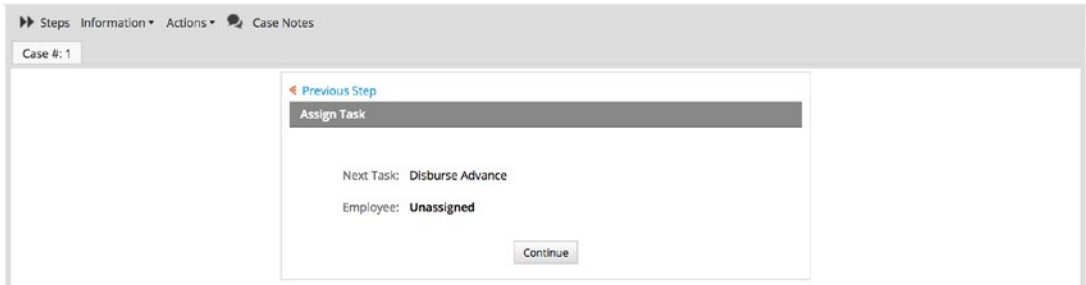 Steps Information Actions Case Notes
Case #: 1
Previous Step
Assign Task
Next Task: Disburse Advance
Employee: Unassigned
Continue